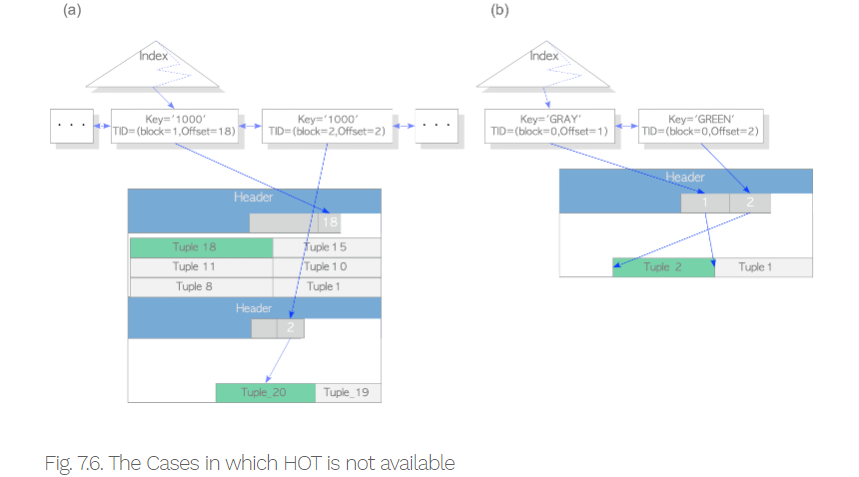 (a)
Index
. . .
Key='1000'
TID=(block=1,Offset=18)
Key='1000'
TID=(block=2,Offset=2)
. . .
Header
18
Tuple 18
Tuple 15
Tuple 11
Tuple 10
Tuple 8
Tuple 1
Header
2
Tuple_20
Tuple_19
(b)
Index
Key='GRAY'
TID=(block=0,Offset=1)
Key='GREEN'
TID=(block=0,Offset=2)
Header
1
2
Tuple 2
Tuple 1
Fig. 7.6. The Cases in which HOT is not available